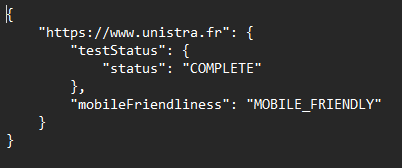 {
"https://www.unistra.fr": {
"testStatus": {
"status": "COMPLETE"
},
"mobileFriendliness": "MOBILE_FRIENDLY"
}
}